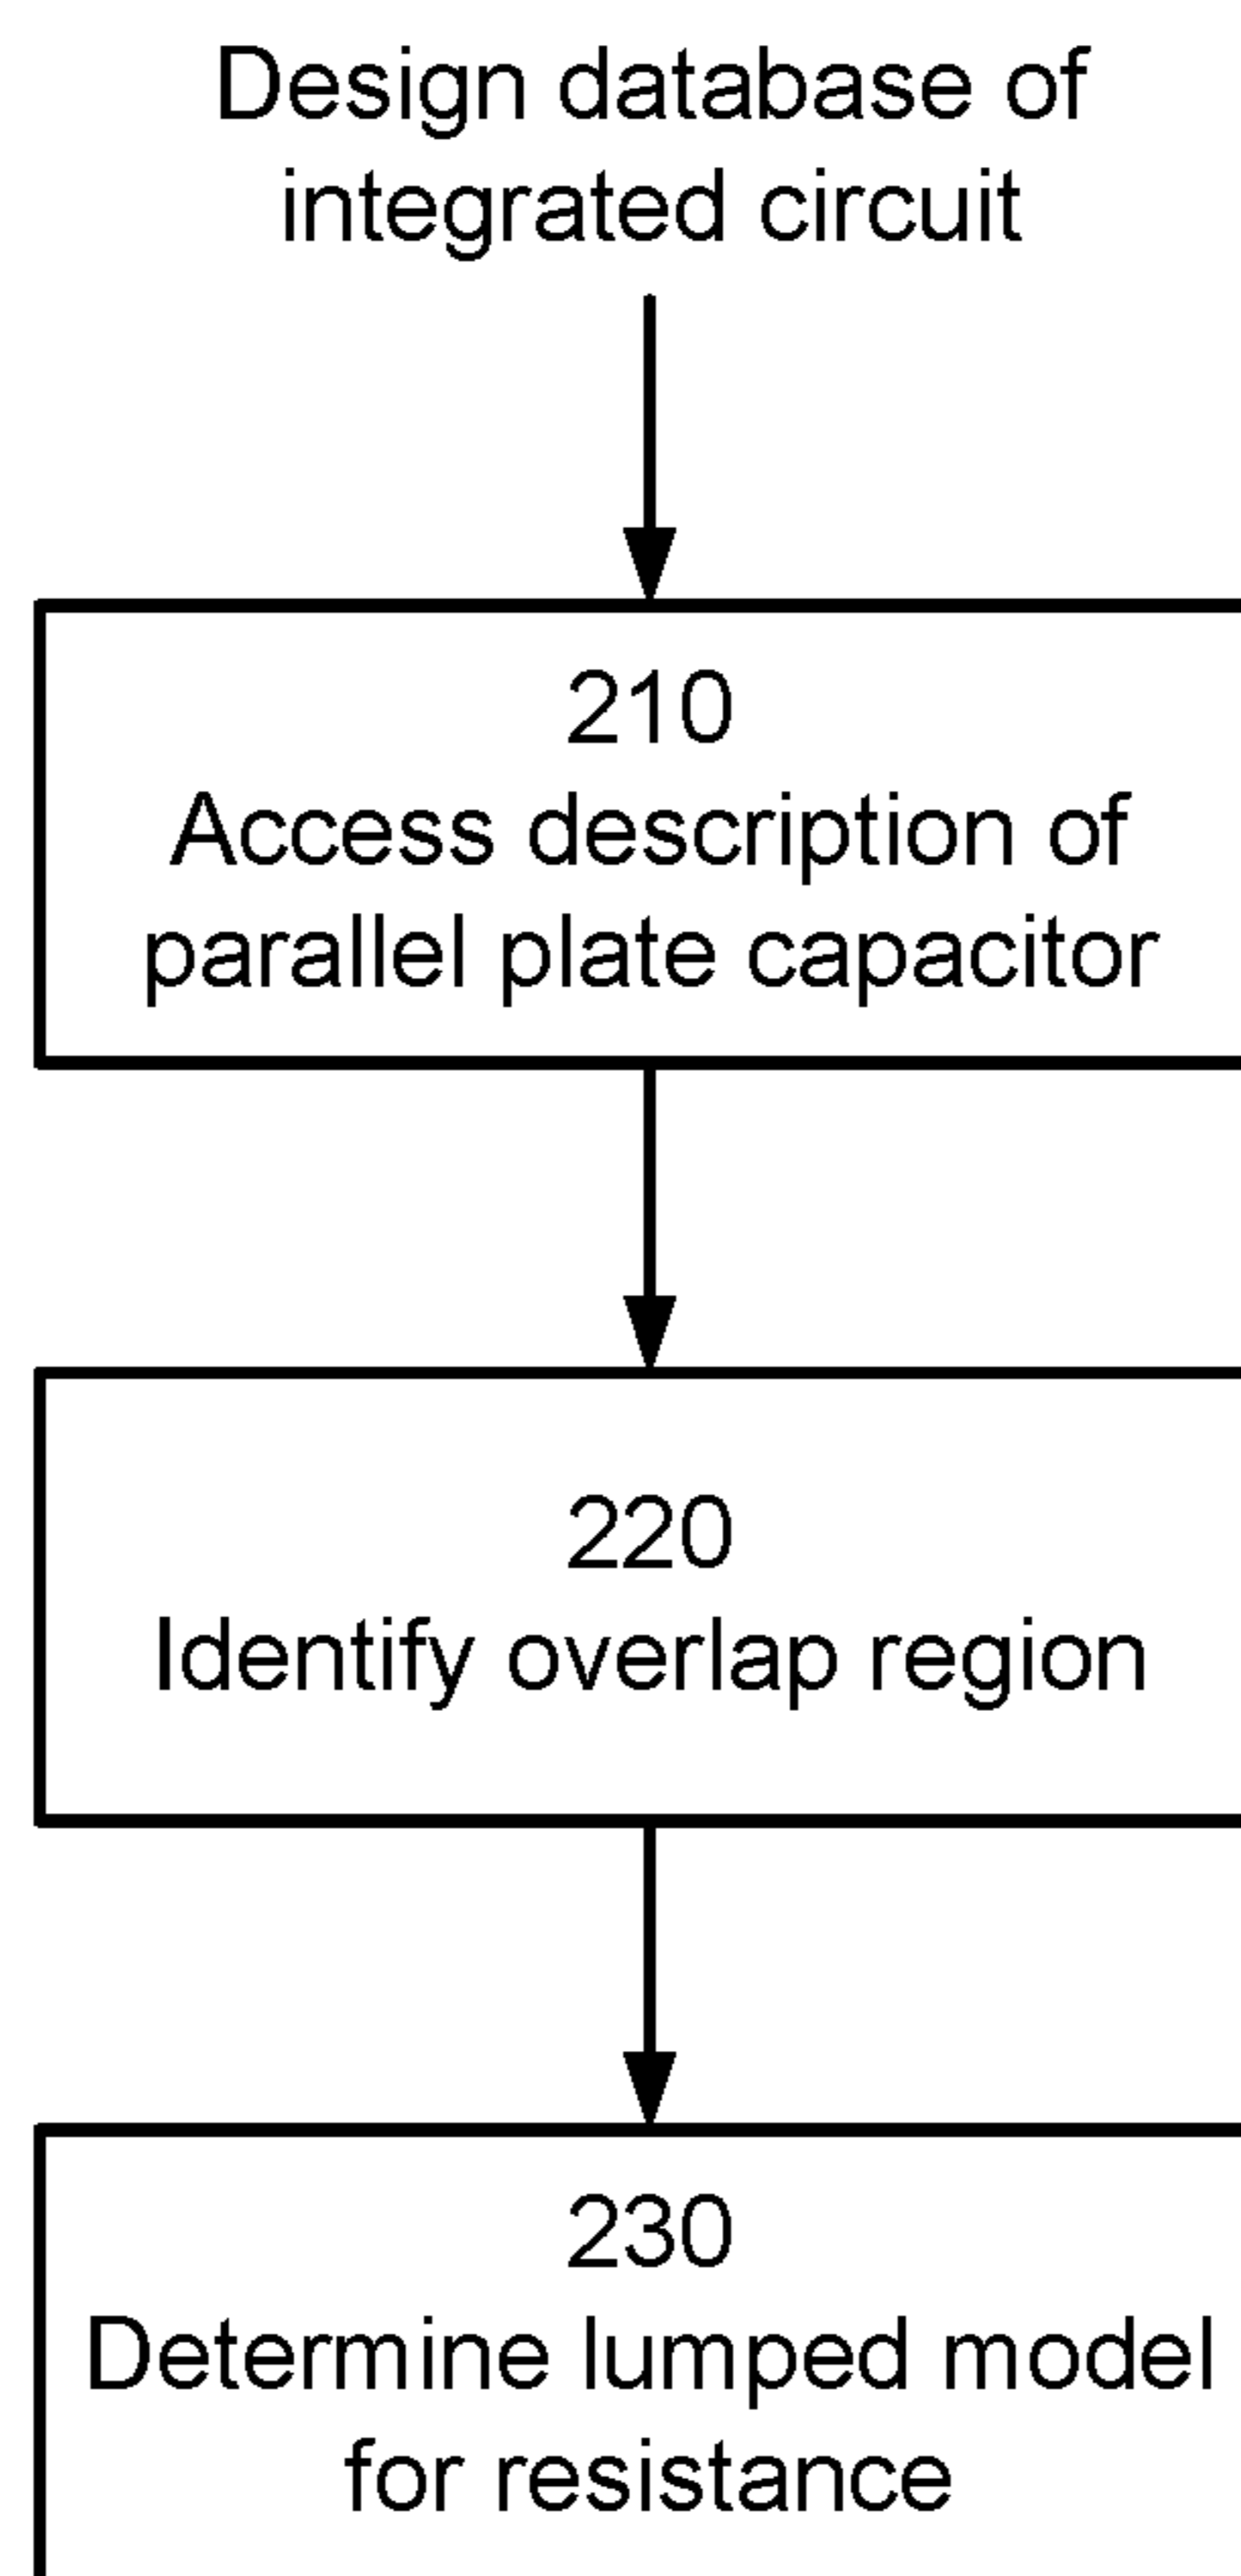 Design database of
integrated circuit
210
Access description of
parallel plate capacitor
220
Identify overlap region
230
Determine lumped model
for resistance